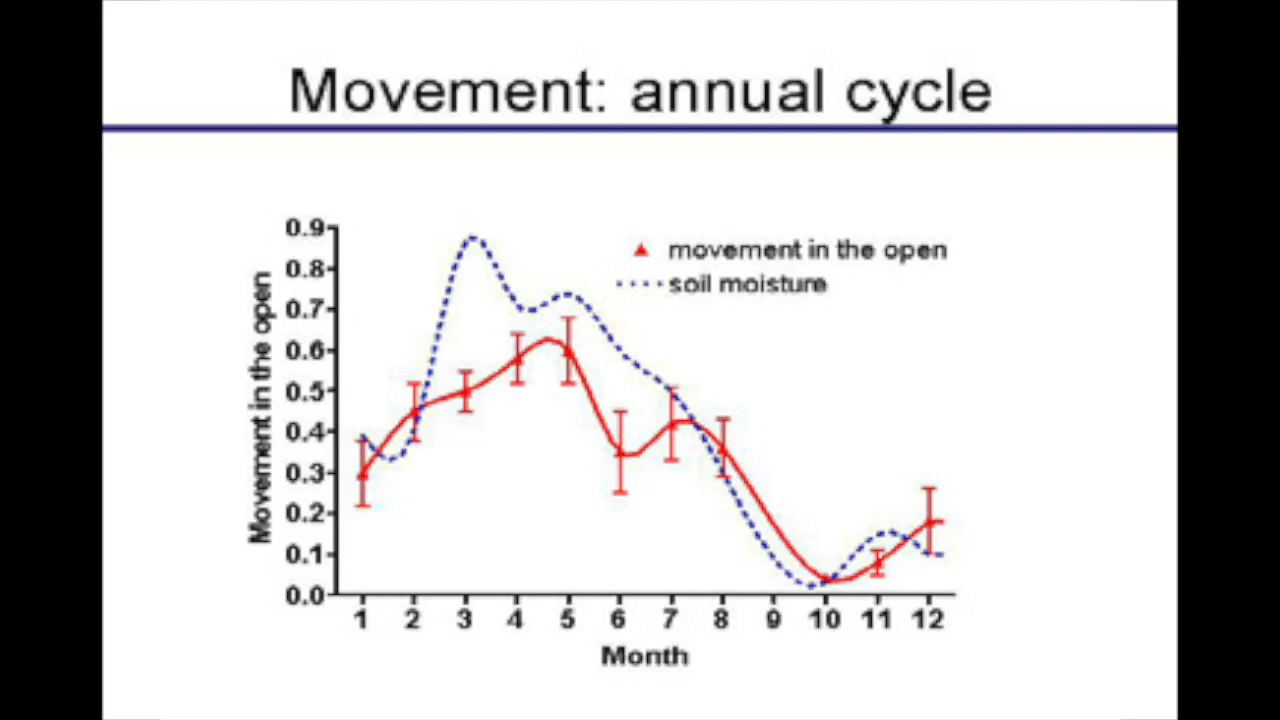 Movement: annual cycle
movement in the open
soil moisture
Movement in the open
0.9
0.8
0.7
0.6
0.5
0.4
0.3
0.2
0.1
0.0
1 2 3 4 5 6 7 8 9 10 11 12
Month